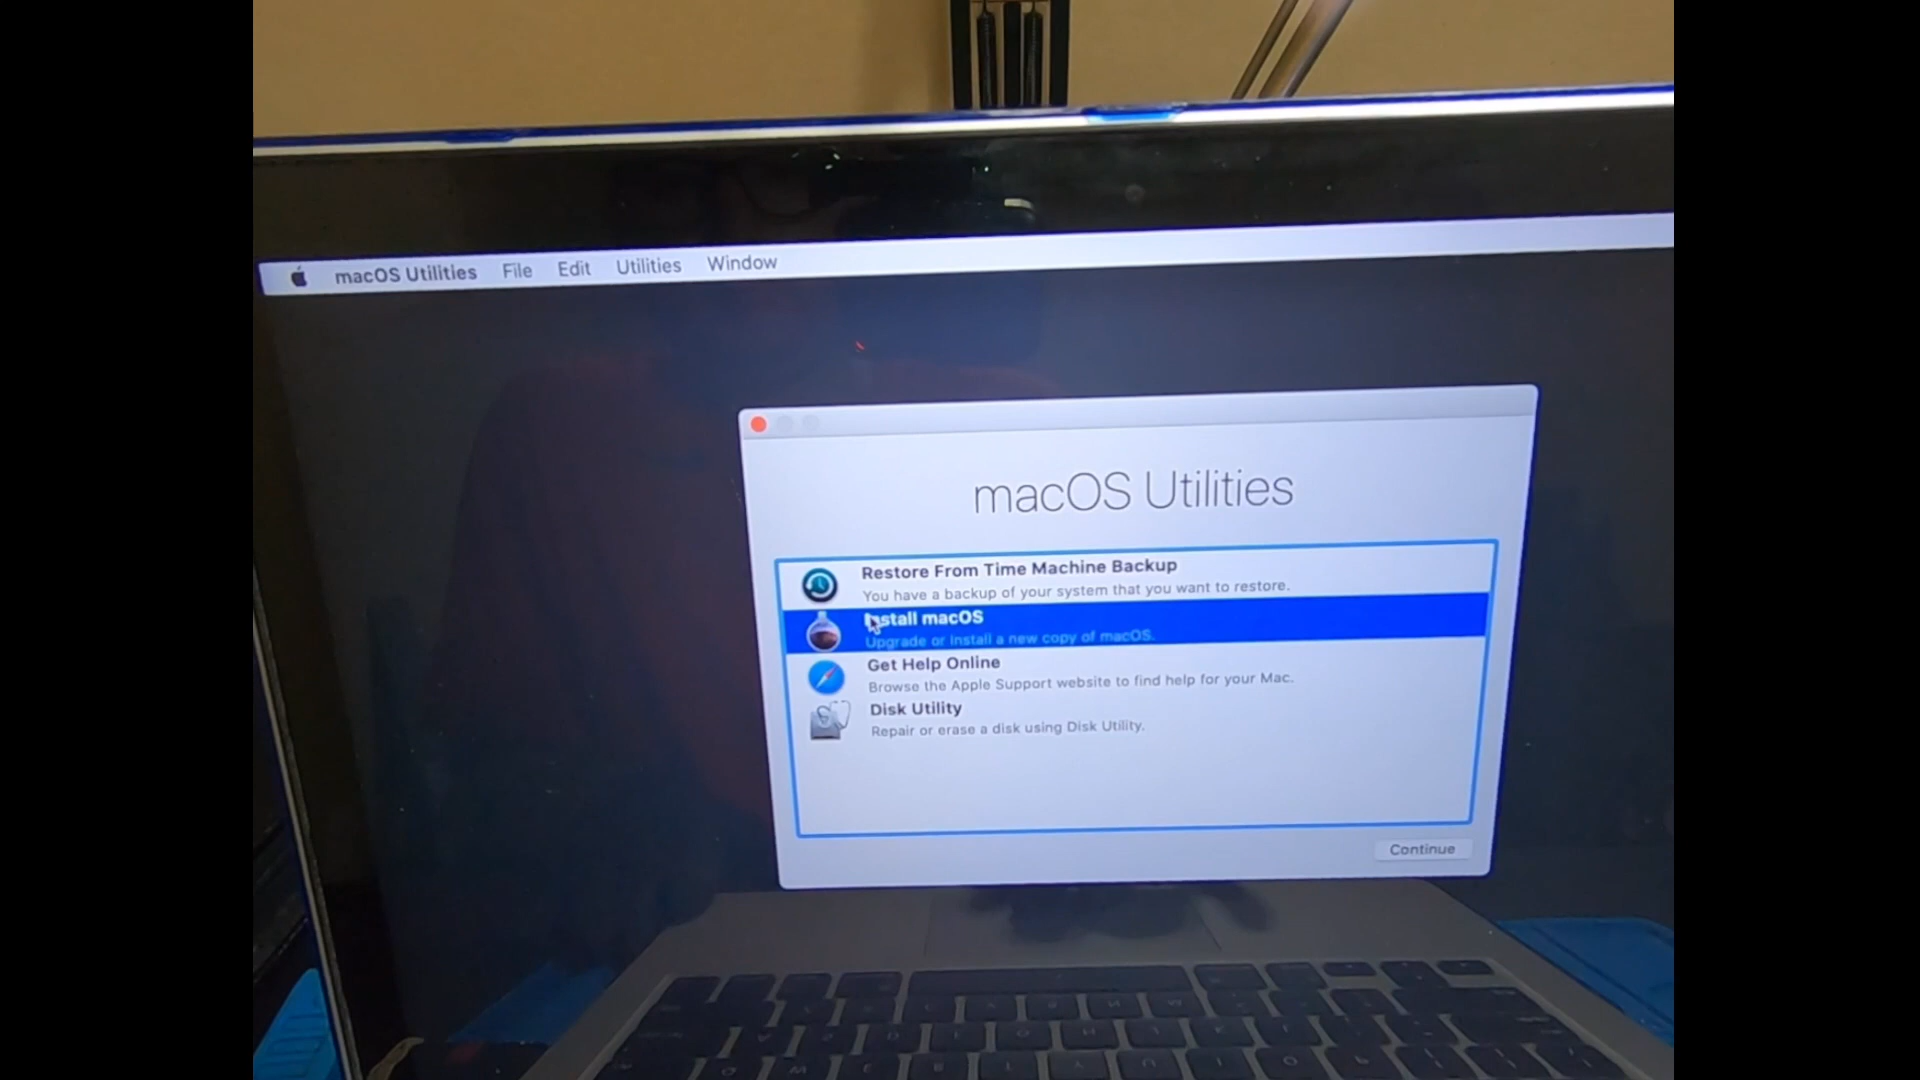 macOS Utilities File Edit Utilities Window
macOS Utilities
Restore From Time Machine Backup
You have a backup of your system that you want to restore.
Install macOS
Upgrade or install a new copy of macOS.
Get Help Online
Browse the Apple Support website to find help for your Mac.
Disk Utility
Repair or erase a disk using Disk Utility.
Continue